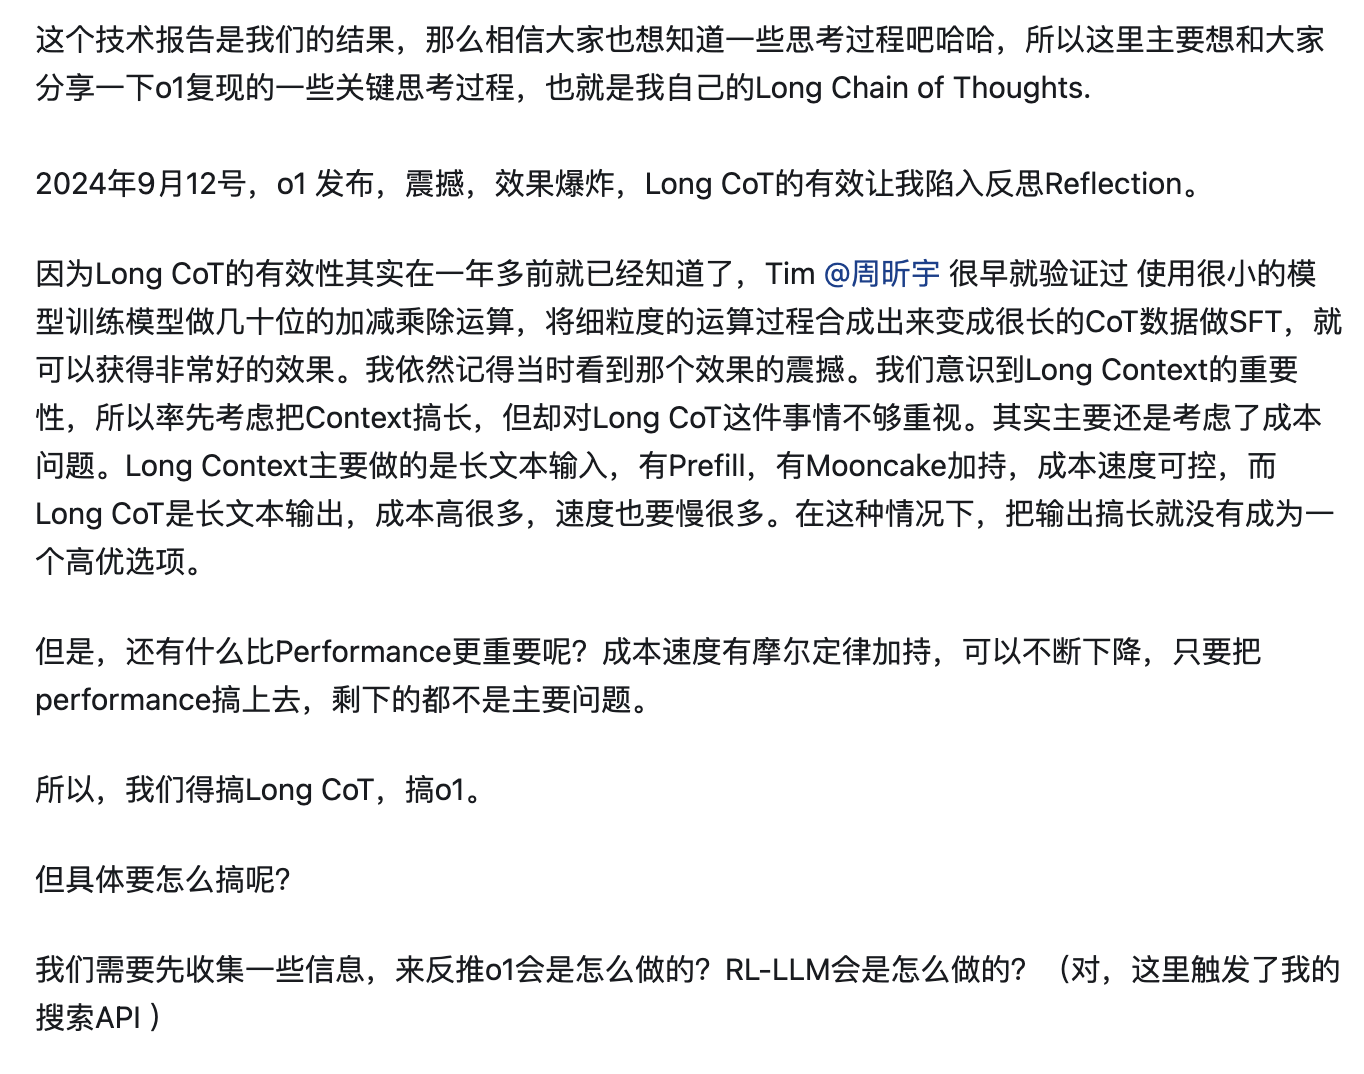 这个技术报告是我们的结果，那么相信大家也想知道一些思考过程吧哈哈，所以这里主要想和大家
分享一下o1复现的一些关键思考过程，也就是我自己的Long Chain of Thoughts.
2024年9月12号，o1 发布，震撼，效果爆炸，Long CoT的有效让我陷入反思Reflection。
因为Long CoT的有效性其实在一年多前就已经知道了，Tim @周昕宇 很早就验证过 使用很小的模
型训练模型做几十位的加减乘除运算，将细粒度的运算过程合成出来变成很长的CoT数据做SFT，就
可以获得非常好的效果。我依然记得当时看到那个效果的震撼。我们意识到Long Context的重要
性，所以率先考虑把Context搞长，但却对Long CoT这件事情不够重视。其实主要还是考虑了成本
问题。Long Context主要做的是长文本输入，有Prefill，有Mooncake加持，成本速度可控，而
Long CoT是长文本输出，成本高很多，速度也要慢很多。在这种情况下，把输出搞长就没有成为一
个高优选项。
但是，还有什么比Performance更重要呢？成本速度有摩尔定律加持，可以不断下降，只要把
performance搞上去，剩下的都不是主要问题。
所以，我们得搞Long CoT，搞o1。
但具体要怎么搞呢？
我们需要先收集一些信息，来反推o1会是怎么做的？RL-LLM会是怎么做的？（对，这里触发了我的
搜索API ）